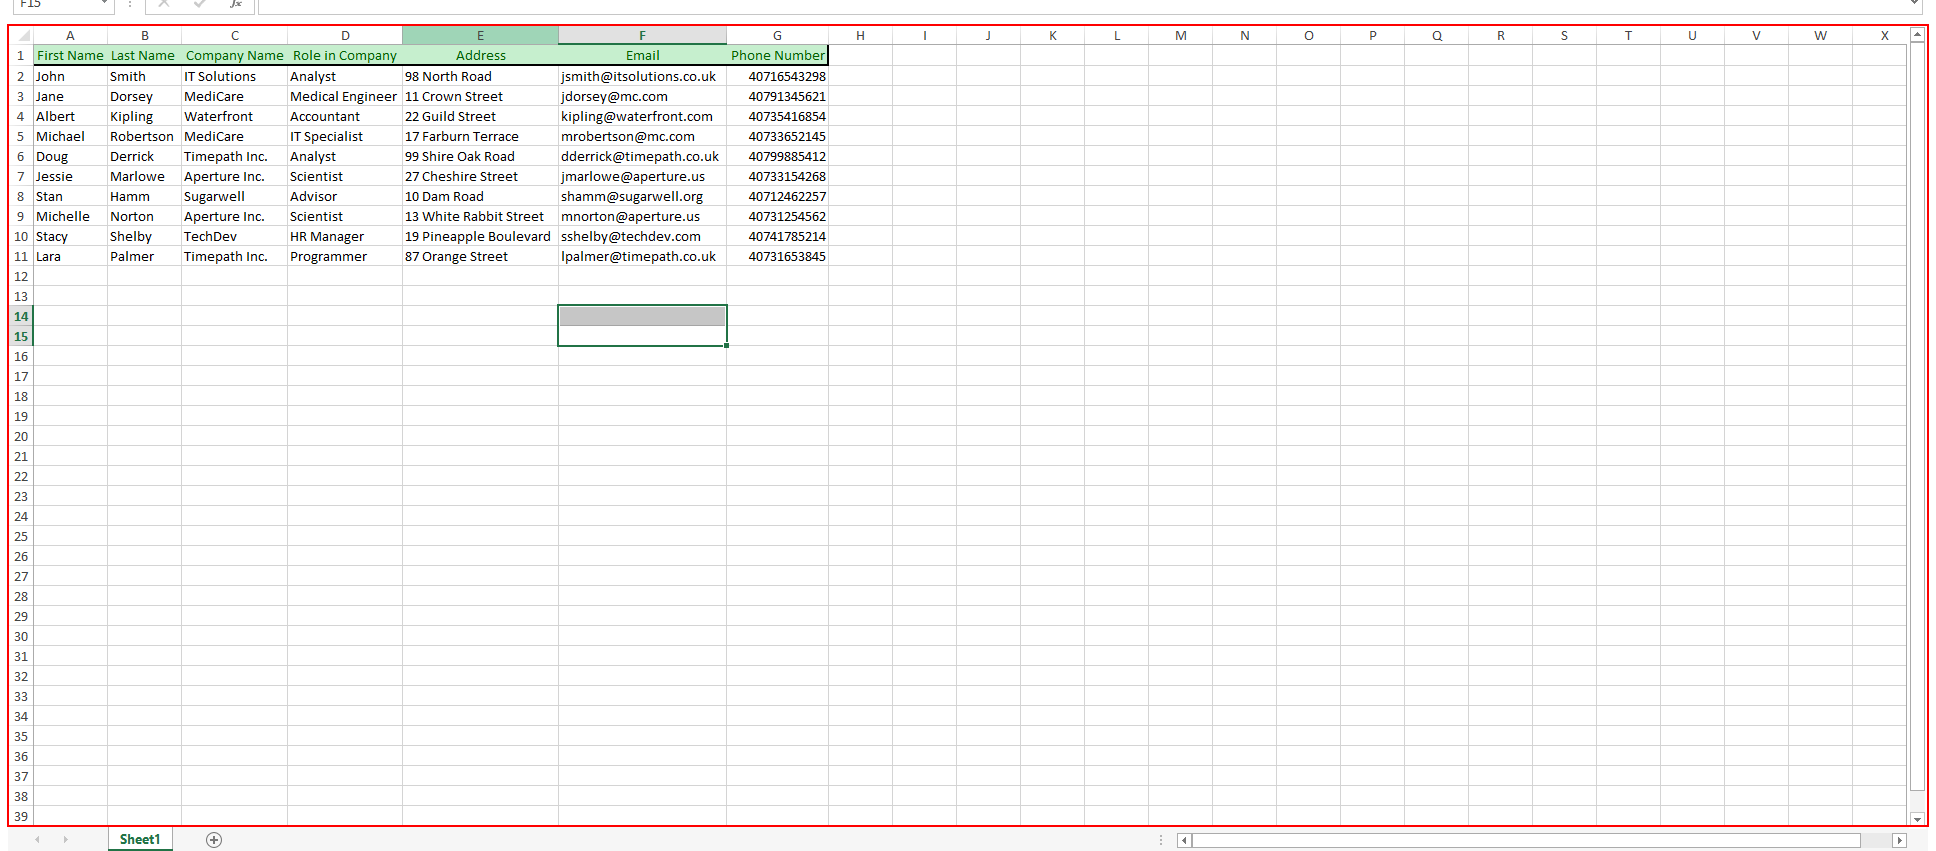 F15 fx
A B C D E F G H I J K L M N O P Q R S T U V W X
1 First Name Last Name Company Name Role in Company Address Email Phone Number
2 John Smith IT Solutions Analyst 98 North Road jsmith@itsolutions.co.uk 40716543298
3 Jane Dorsey MediCare Medical Engineer 11 Crown Street jdorsey@mc.com 40791345621
4 Albert Kipling Waterfront Accountant 22 Guild Street kipling@waterfront.com 40735416854
5 Michael Robertson MediCare IT Specialist 17 Farburn Terrace mrobertson@mc.com 40733652145
6 Doug Derrick Timepath Inc. Analyst 99 Shire Oak Road dderrick@timepath.co.uk 40799885412
7 Jessie Marlowe Aperture Inc. Scientist 27 Cheshire Street jmarlowe@aperture.us 40733154268
8 Stan Hamm Sugarwell Advisor 10 Dam Road shamm@sugarwell.org 40712462257
9 Michelle Norton Aperture Inc. Scientist 13 White Rabbit Street mnorton@aperture.us 40731254562
10 Stacy Shelby TechDev HR Manager 19 Pineapple Boulevard sshelby@techdev.com 40741785214
11 Lara Palmer Timepath Inc. Programmer 87 Orange Street lpalmer@timepath.co.uk 40731653845
12
13
14
15
16
17
18
19
20
21
22
23
24
25
26
27
28
29
30
31
32
33
34
35
36
37
38
39
Sheet1